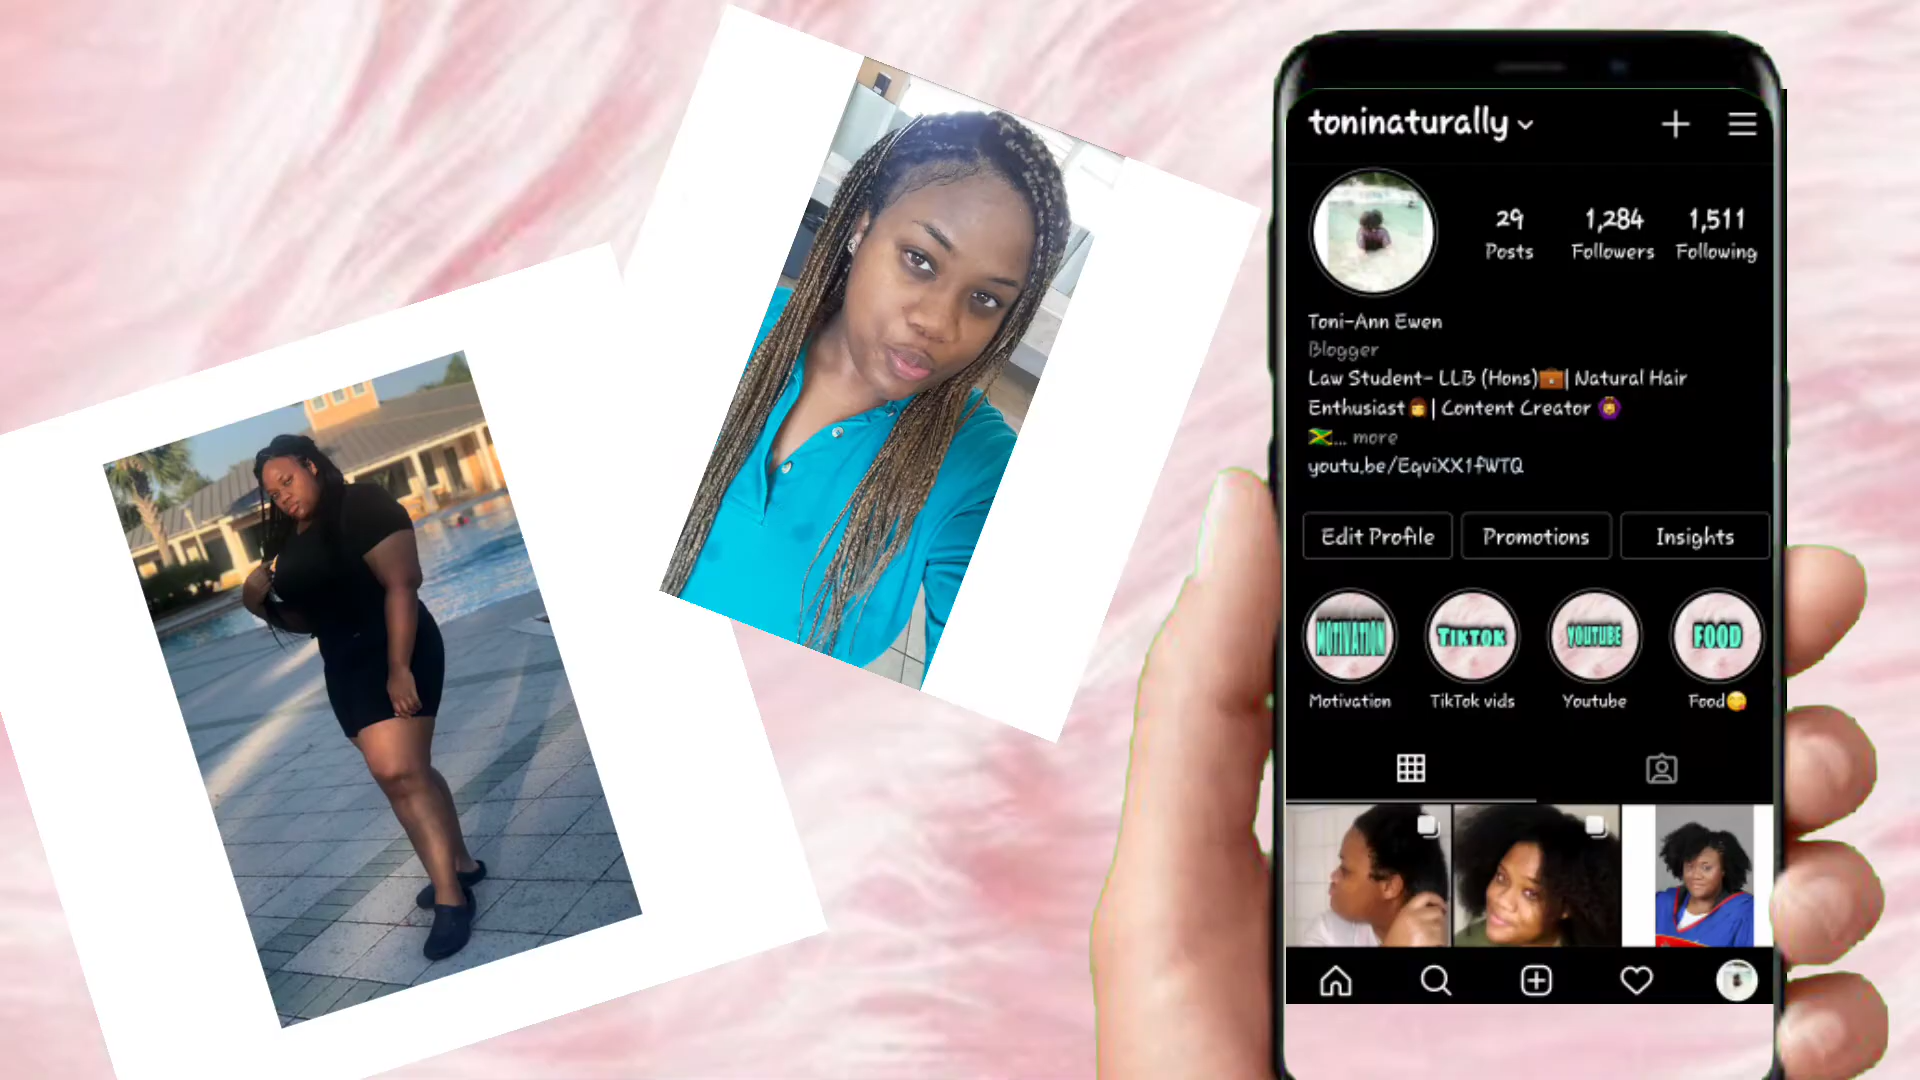 toninaturally
29 1,284 1,511
Posts Followers Following
Toni-Ann Ewen
Blogger
Law Student- LLB (Hons)💼| Natural Hair
Enthusiast👩| Content Creator 🙆
🇯🇲... more
youtu.be/EqviXX1fWTQ
Edit Profile Promotions Insights
MOTIVATION TIKTOK YOUTUBE FOOD
Motivation TikTok vids Youtube Food😋